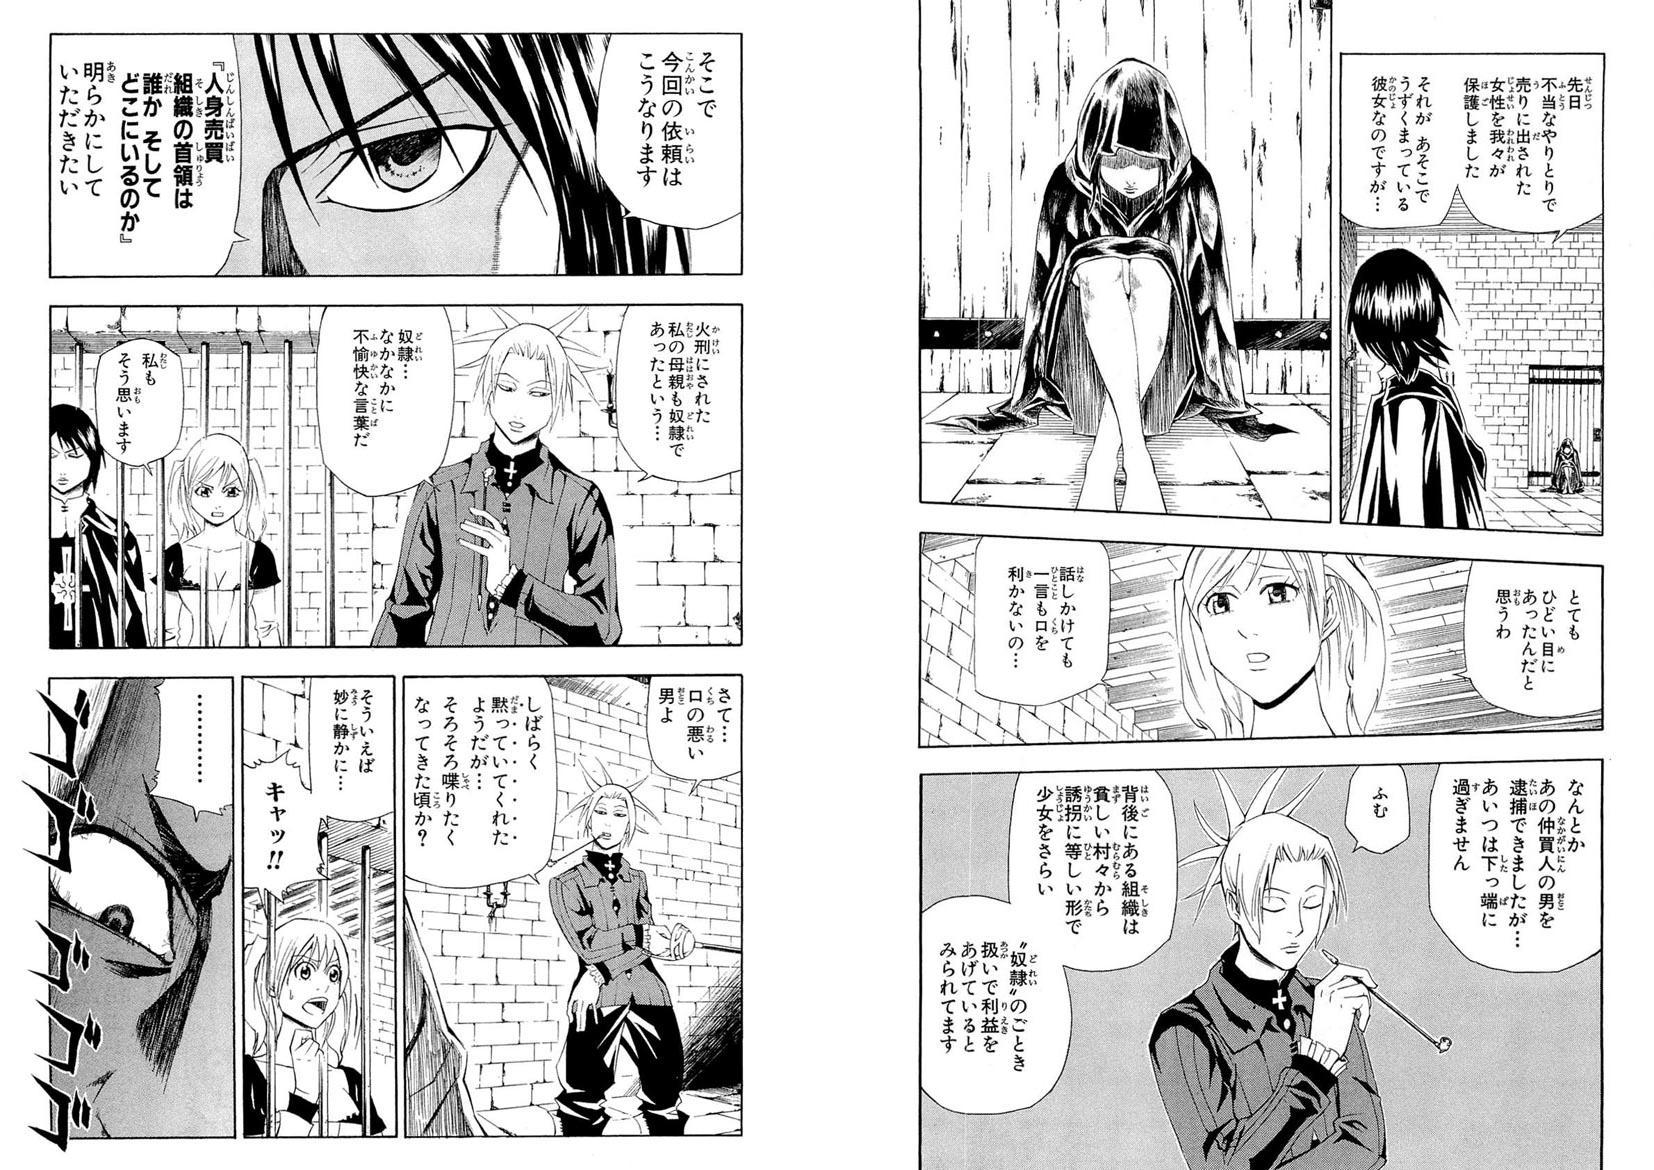 先日
不当なやりとりで
売りに出された
女性を我々が
保護しました
それが あそこで
うずくまっている
彼女なのですが…
とても
ひどい目に
あったんだと
思うわ
話しかけても
一言も口を
利かないの…
なんとか
あの仲買人の男を
逮捕できましたが…
あいつは下っ端に
過ぎません
ふむ
背後にある組織は
貧しい村々から
誘拐に等しい形で
少女をさらい
〝奴隷〟のごとき
扱いで利益を
あげていると
みられてます
そこで
今回の依頼は
こうなります
『人身売買
組織の首領は
誰か そして
どこにいるのか』
明らかにして
いただきたい
火刑にされた
私の母親も奴隷で
あったという…
奴隷…
なかなかに
不愉快な言葉だ
私も
そう思います
さて…
口の悪い
男よ
しばらく
黙っていてくれた
ようだが…
そろそろ喋りたく
なってきた頃か？
そういえば
妙に静かに…
キャッ!!
…………
ゴゴゴゴゴ